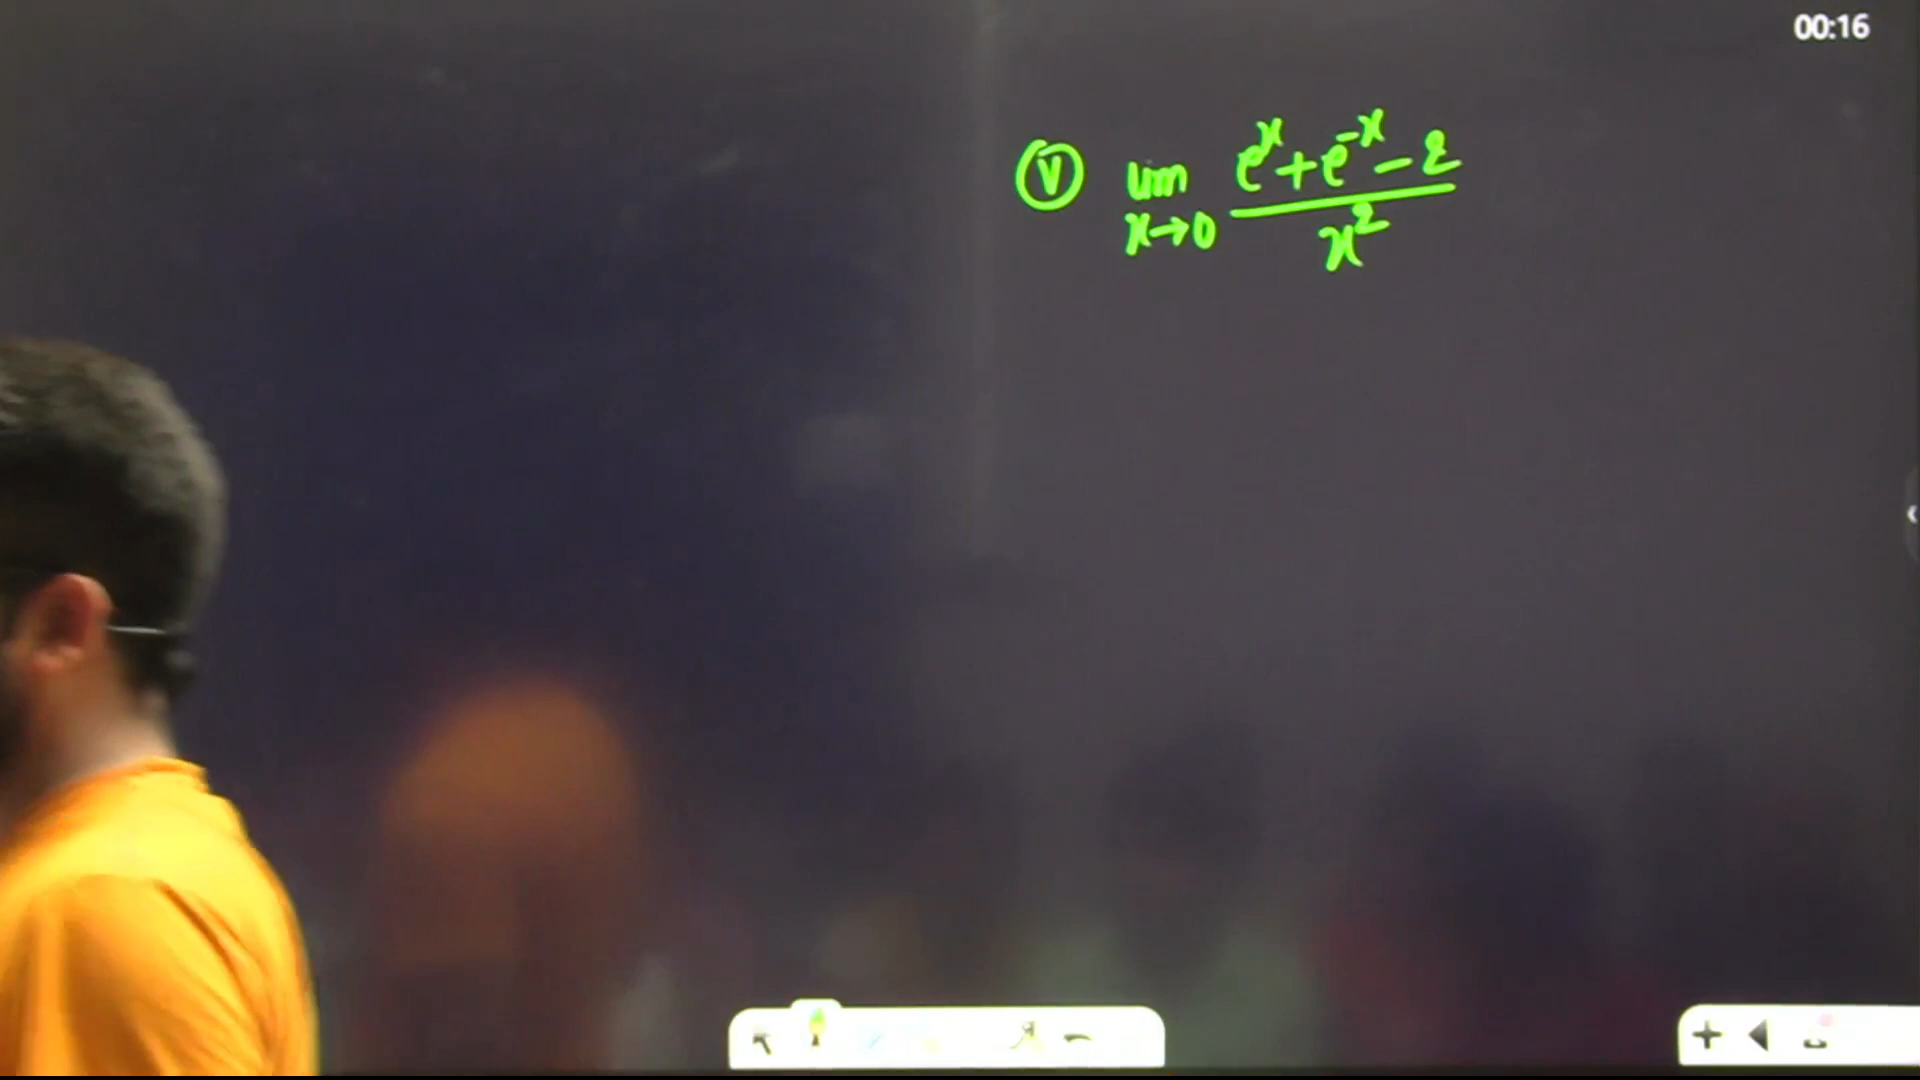 00:16
Ⓥ lim x→0 (e^x + e^-x - 2) / x^2